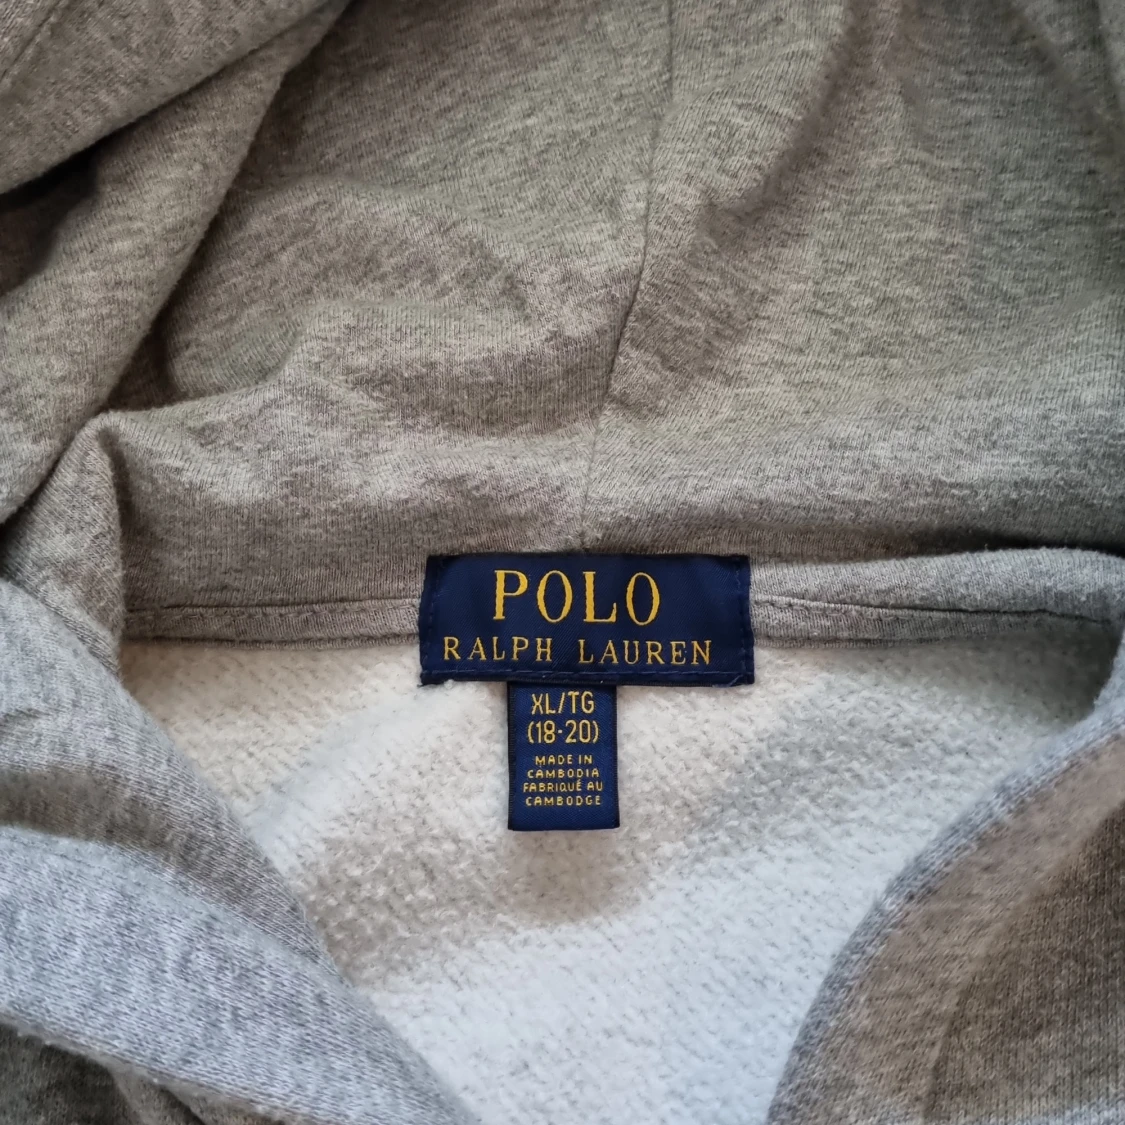 POLO
RALPH LAUREN
XL/TG
(18-20)
MADE IN
CAMBODIA
FABRIQUÉ AU
CAMBODGE